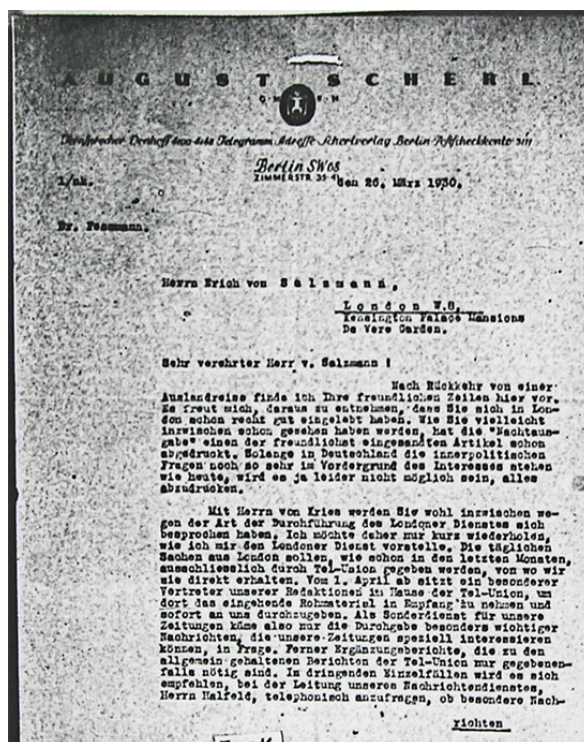 AUGUST SCHERL
G M B H
Fernsprecher Dönhoff Telegramm Adresse Scherlverlag Berlin Postscheckkonto 3111
Berlin SW68
ZIMMERSTR. 35-41
den 26. März 1930.
Dr.
Herrn Erich von Salzmann,
London W.8,
Kensington Palace Mansions
De Vere Garden.
Sehr verehrter Herr v. Salzmann !
Nach Rückkehr von einer
Auslandreise finde ich Ihre freundlichen Zeilen hier vor.
Es freut mich, daraus zu entnehmen, dass Sie sich in Lon-
don schon recht gut eingelebt haben. Wie Sie vielleicht
inzwischen schon gesehen haben werden, hat die "Nachtaus-
gabe" einen der freundlichst eingesandten Artikel schon
abgedruckt. Solange in Deutschland die innerpolitischen
Fragen noch so sehr im Vordergrund des Interesses stehen
wie heute, wird es ja leider nicht möglich sein, alles
abzudrucken.
Mit Herrn von Kries werden Sie wohl inzwischen we-
gen der Art der Durchführung des Londoner Dienstes sich
besprochen haben. Ich möchte daher nur kurz wiederholen,
wie ich mir den Londoner Dienst vorstelle. Die täglichen
Sachen aus London sollen, wie schon in den letzten Monaten,
ausschliesslich durch Tel-Union gegeben werden, von wo wir
sie direkt erhalten. Vom 1. April ab sitzt ein besonderer
Vertreter unserer Redaktionen im Hause der Tel-Union, um
dort das eingehende Rohmaterial in Empfang zu nehmen und
sofort an uns durchzugeben. Als Sonderdienst für unsere
Zeitungen käme also nur die Durchgabe besonders wichtiger
Nachrichten, die unsere Zeitungen speziell interessieren
können, in Frage. Ferner Ergänzungsberichte, die zu den
allgemein gehaltenen Berichten der Tel-Union nur gegebenen-
falls nötig sind. In dringenden Einzelfällen wird es sich
empfehlen, bei der Leitung unseres Nachrichtendienstes,
Herrn Halfeld, telephonisch anzufragen, ob besondere Nach-
richten